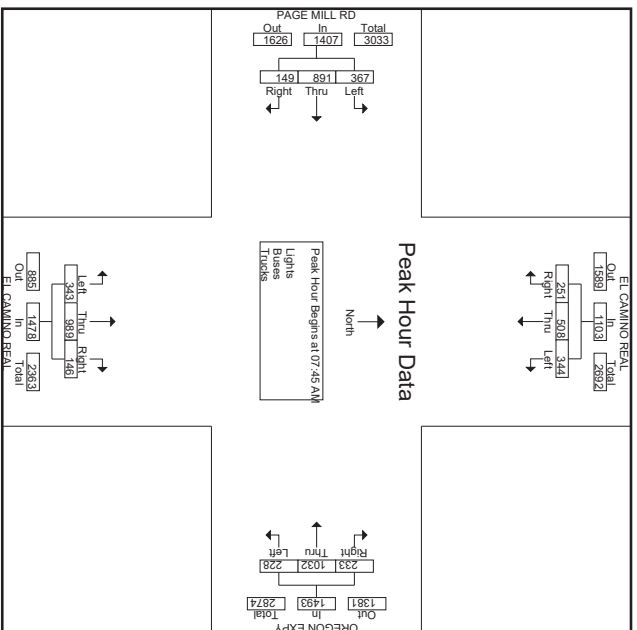 PAGE MILL RD
Out In Total
1626 1407 3033
149 891 367
Right Thru Left
Peak Hour Data
North
Peak Hour Begins at 07:45 AM
Lights
Buses
Trucks
EL CAMINO REAL
Out In Total
1589 1103 2692
251 508 344
Right Thru Left
Left Thru Right
343 989 146
885 1478 2363
Out In Total
EL CAMINO REAL
OREGON EXPY
Out In Total
1381 1493 2874
233 1032 228
Right Thru Left